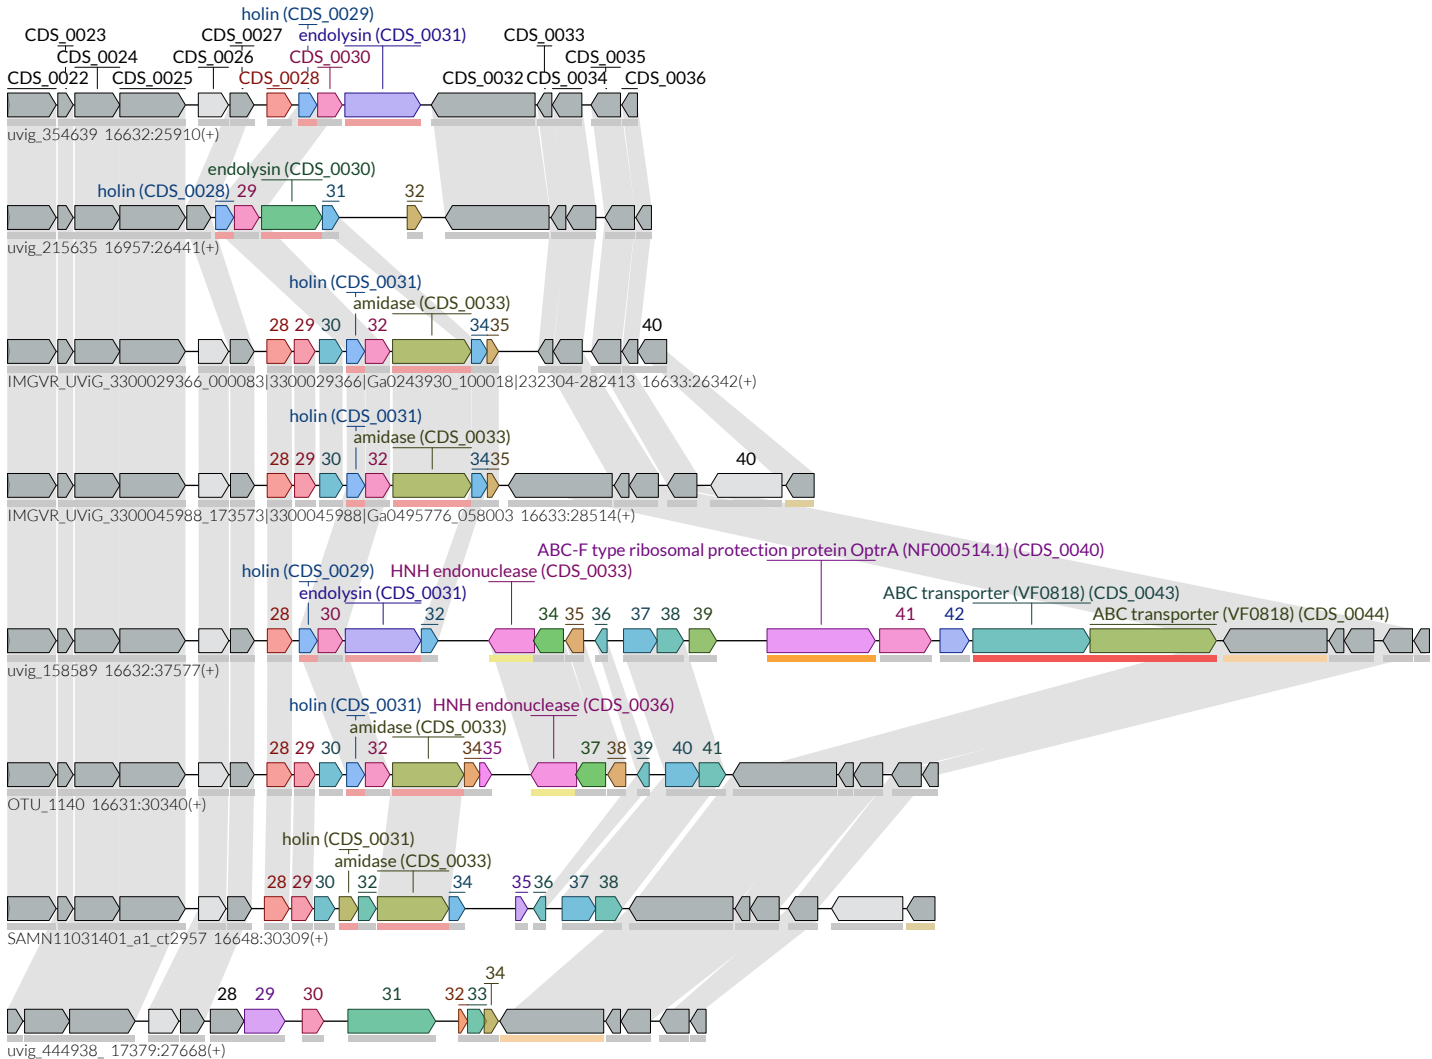 holin (CDS_0029)
CDS_0023 CDS_0027 endolysin (CDS_0031) CDS_0033
CDS_0024 CDS_0026 CDS_0030 CDS_0035
CDS_0022 CDS_0025 CDS_0028 CDS_0032 CDS_0034 CDS_0036
uvig_354639 16632:25910(+)
endolysin (CDS_0030)
holin (CDS_0028) 29 31 32
uvig_215635 16957:26441(+)
holin (CDS_0031)
amidase (CDS_0033)
28 29 30 32 34 35 40
IMGVR_UViG_3300029366_000083|3300029366|Ga0243930_100018|232304-282413 16633:26342(+)
holin (CDS_0031)
amidase (CDS_0033)
28 29 30 32 34 35 40
IMGVR_UViG_3300045988_173573|3300045988|Ga0495776_058003 16633:28514(+)
ABC-F type ribosomal protection protein OptrA (NF000514.1) (CDS_0040)
holin (CDS_0029) HNH endonuclease (CDS_0033)
endolysin (CDS_0031) ABC transporter (VF0818) (CDS_0043)
28 30 32 34 35 36 37 38 39 41 42 ABC transporter (VF0818) (CDS_0044)
uvig_158589 16632:37577(+)
holin (CDS_0031) HNH endonuclease (CDS_0036)
amidase (CDS_0033)
28 29 30 32 34 35 37 38 39 40 41
OTU_1140 16631:30340(+)
holin (CDS_0031)
amidase (CDS_0033)
28 29 30 32 34 35 36 37 38
SAMN11031401_a1_ct2957 16648:30309(+)
34
28 29 30 31 32 33
uvig_444938_ 17379:27668(+)